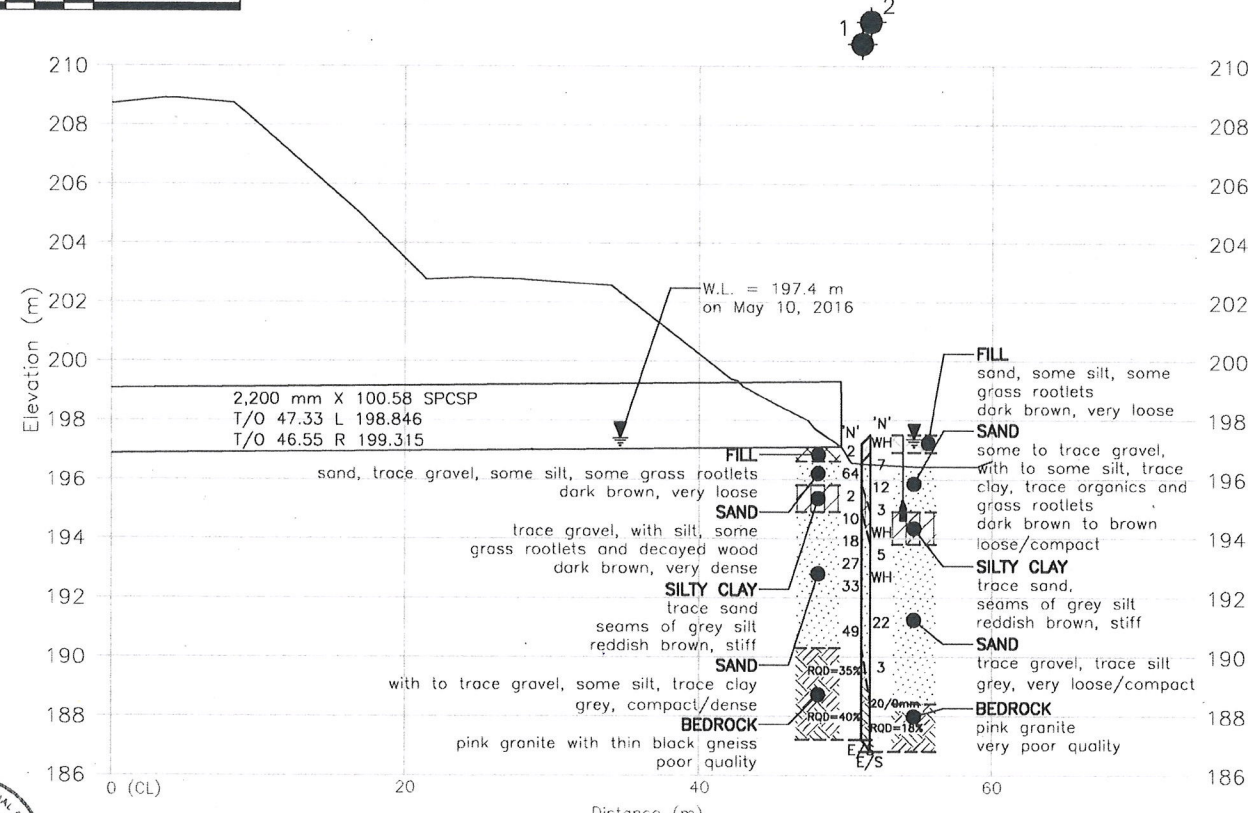 2
1
210
210
208
208
206
206
204
204
202
202
200
200
198
198
196
196
194
194
192
192
190
190
188
188
186
186
Elevation (m)
W.L. = 197.4 m
on May 10, 2016
2,200 mm X 100.58 SPCSP
T/O 47.33 L 198.846
T/O 46.55 R 199.315
FILL
sand, trace gravel, some silt, some grass rootlets
dark brown, very loose
SAND
trace gravel, with silt, some
grass rootlets and decayed wood
dark brown, very dense
SILTY CLAY
trace sand
seams of grey silt
reddish brown, stiff
SAND
with to trace gravel, some silt, trace clay
grey, compact/dense
BEDROCK
pink granite with thin black gneiss
poor quality
'N'
2
64
2
10
18
27
33
49
RQD=35%
RQD=40%
'N'
WH
7
12
3
WH
5
WH
22
3
20/0mm
RQD=18%
E/S
FILL
sand, some silt, some
grass rootlets
dark brown, very loose
SAND
some to trace gravel,
with to some silt, trace
clay, trace organics and
grass rootlets
dark brown to brown
loose/compact
SILTY CLAY
trace sand,
seams of grey silt
reddish brown, stiff
SAND
trace gravel, trace silt
grey, very loose/compact
BEDROCK
pink granite
very poor quality
0 (CL)
20
40
60
Distance (m)